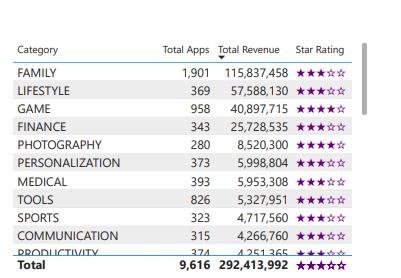 Category Total Apps Total Revenue Star Rating
FAMILY 1,901 115,837,458 ★★★☆☆
LIFESTYLE 369 57,588,130 ★★★☆☆
GAME 958 40,897,715 ★★★★☆
FINANCE 343 25,728,535 ★★★☆☆
PHOTOGRAPHY 280 8,520,300 ★★★★☆
PERSONALIZATION 373 5,998,804 ★★★☆☆
MEDICAL 393 5,953,308 ★★★☆☆
TOOLS 826 5,327,951 ★★★☆☆
SPORTS 323 4,717,560 ★★★☆☆
COMMUNICATION 315 4,266,760 ★★★☆☆
PRODUCTIVITY 374 4,251,365 ★★★☆☆
Total 9,616 292,413,992 ★★★☆☆